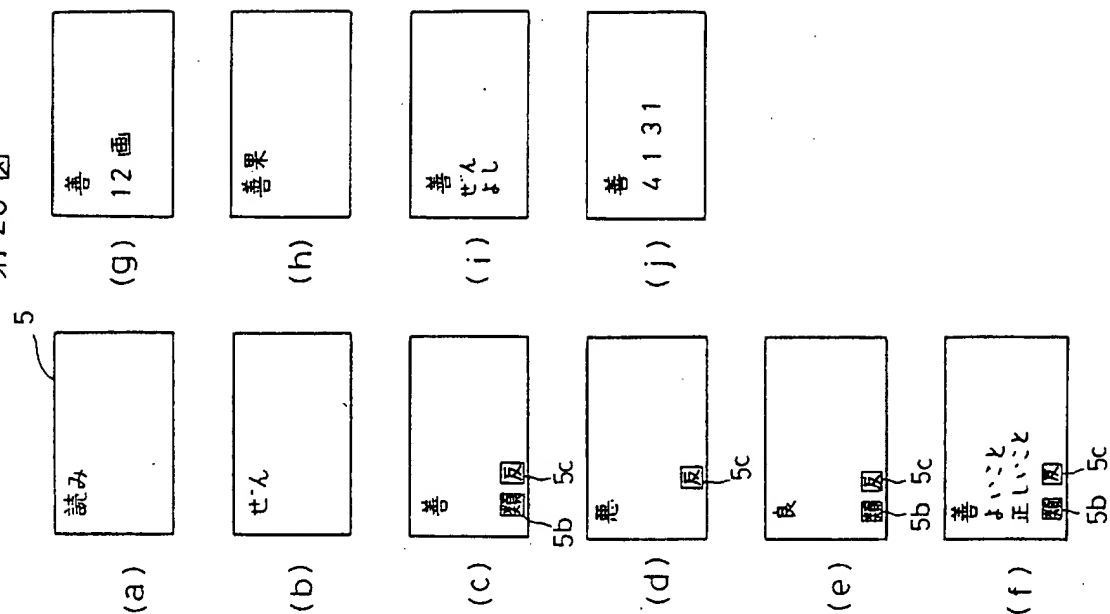 第20図
5
(a)
読み
(b)
ぜん
(c)
善
類 反
5b 5c
(d)
悪
反
5c
(e)
良
類 反
5b 5c
(f)
善
よいこと
正しいこと
類 反
5b 5c
(g)
善
12画
(h)
善果
(i)
善
ぜん
よし
(j)
善
4131